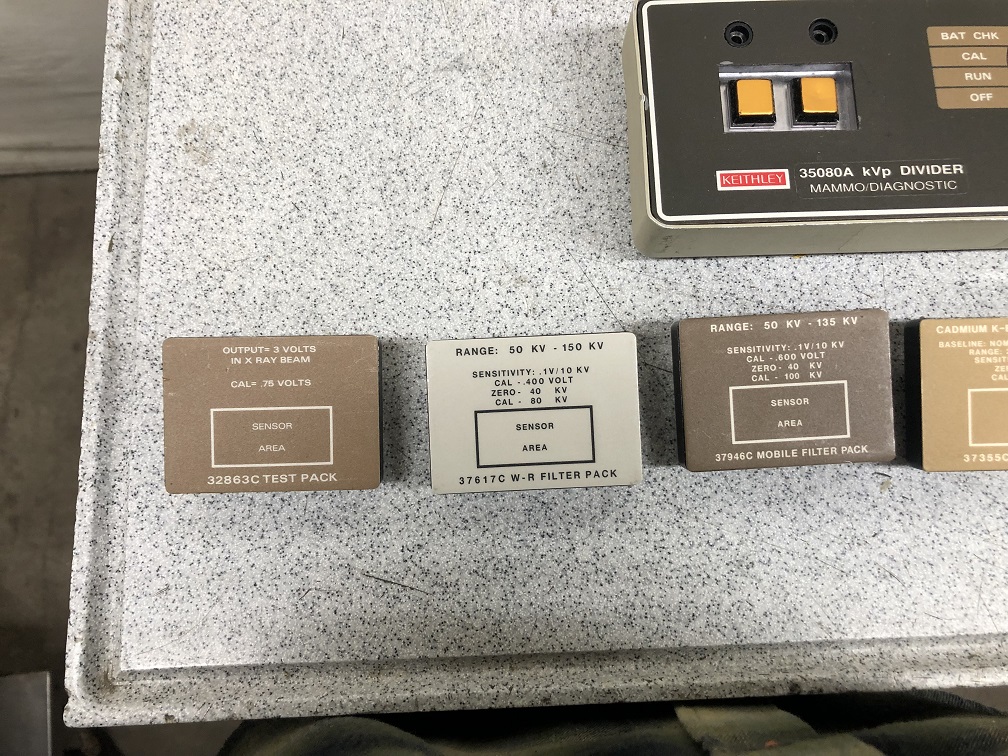 BAT CHK
CAL
RUN
OFF
KEITHLEY
35080A kVp DIVIDER
MAMMO/DIAGNOSTIC
OUTPUT= 3 VOLTS
IN X RAY BEAM
CAL= .75 VOLTS
SENSOR
AREA
32863C TEST PACK
RANGE: 50 KV - 150 KV
SENSITIVITY: .1V/10 KV
CAL - .400 VOLT
ZERO - 40 KV
CAL - 80 KV
SENSOR
AREA
37617C W-R FILTER PACK
RANGE: 50 KV - 135 KV
SENSITIVITY: .1V/10 KV
CAL - .600 VOLT
ZERO - 40 KV
CAL - 100 KV
SENSOR
AREA
37946C MOBILE FILTER PACK
CADMIUM
BASELINE:
RANGE:
37355C